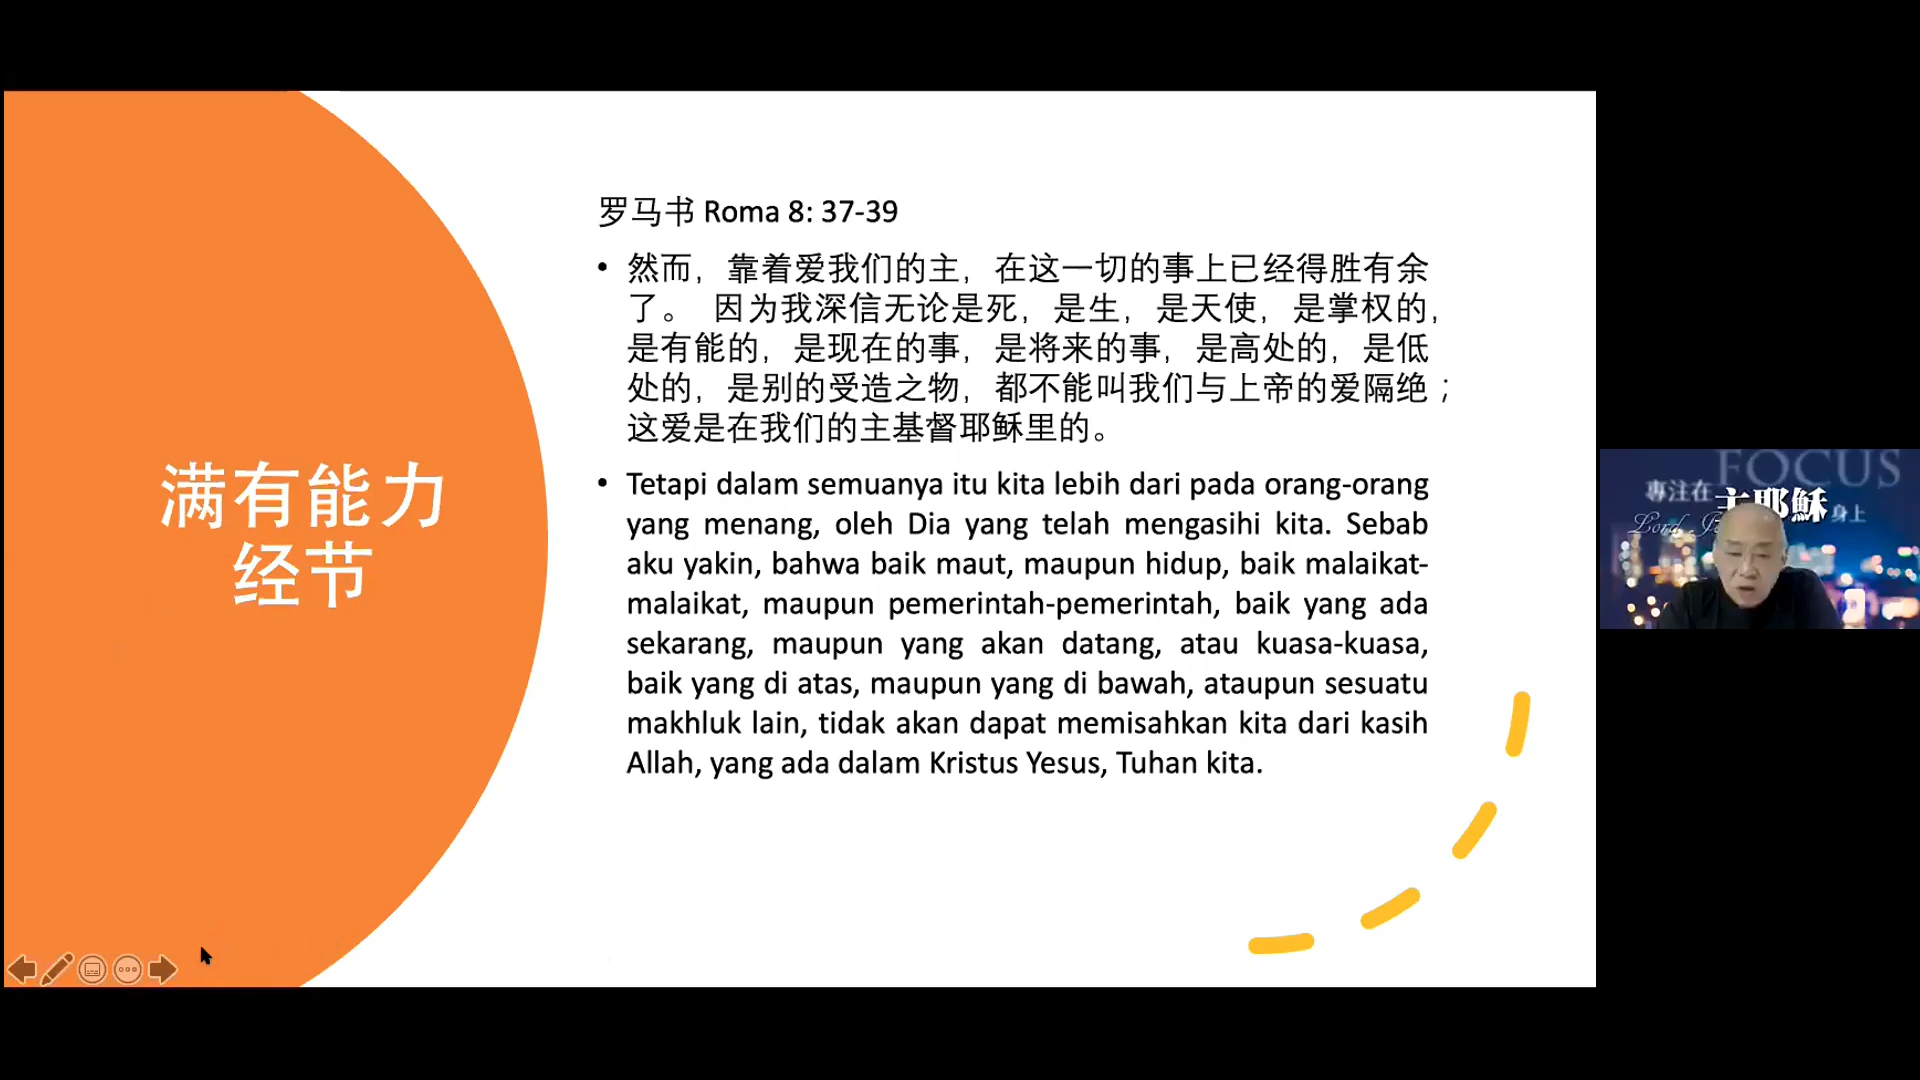 满有能力
经节
罗马书 Roma 8: 37-39
• 然而，靠着爱我们的主，在这一切的事上已经得胜有余
了。 因为我深信无论是死，是生，是天使，是掌权的，
是有能的，是现在的事，是将来的事，是高处的，是低
处的，是别的受造之物，都不能叫我们与上帝的爱隔绝；
这爱是在我们的主基督耶稣里的。
• Tetapi dalam semuanya itu kita lebih dari pada orang-orang
yang menang, oleh Dia yang telah mengasihi kita. Sebab
aku yakin, bahwa baik maut, maupun hidup, baik malaikat-
malaikat, maupun pemerintah-pemerintah, baik yang ada
sekarang, maupun yang akan datang, atau kuasa-kuasa,
baik yang di atas, maupun yang di bawah, ataupun sesuatu
makhluk lain, tidak akan dapat memisahkan kita dari kasih
Allah, yang ada dalam Kristus Yesus, Tuhan kita.
FOCUS
專注在主耶穌身上
Lord